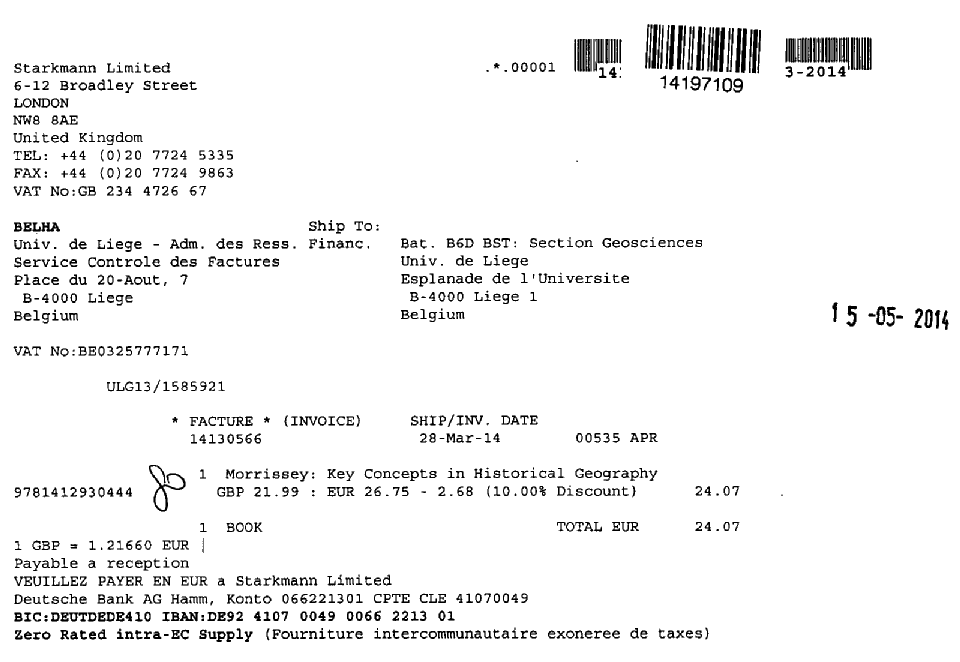 Starkmann Limited .*.00001 14: 14197109 3-2014
6-12 Broadley Street
LONDON
NW8 8AE
United Kingdom
TEL: +44 (0)20 7724 5335
FAX: +44 (0)20 7724 9863
VAT No:GB 234 4726 67
BELHA Ship To:
Univ. de Liege - Adm. des Ress. Financ. Bat. B6D BST: Section Geosciences
Service Controle des Factures Univ. de Liege
Place du 20-Aout, 7 Esplanade de l'Universite
B-4000 Liege B-4000 Liege 1
Belgium Belgium
15-05-2014
VAT No:BE0325777171
ULG13/1585921
* FACTURE * (INVOICE) SHIP/INV. DATE
14130566 28-Mar-14 00535 APR
1 Morrissey: Key Concepts in Historical Geography
9781412930444 GBP 21.99 : EUR 26.75 - 2.68 (10.00% Discount) 24.07
1 BOOK TOTAL EUR 24.07
1 GBP = 1.21660 EUR
Payable a reception
VEUILLEZ PAYER EN EUR a Starkmann Limited
Deutsche Bank AG Hamm, Konto 066221301 CPTE CLE 41070049
BIC:DEUTDEDE410 IBAN:DE92 4107 0049 0066 2213 01
Zero Rated intra-EC Supply (Fourniture intercommunautaire exoneree de taxes)